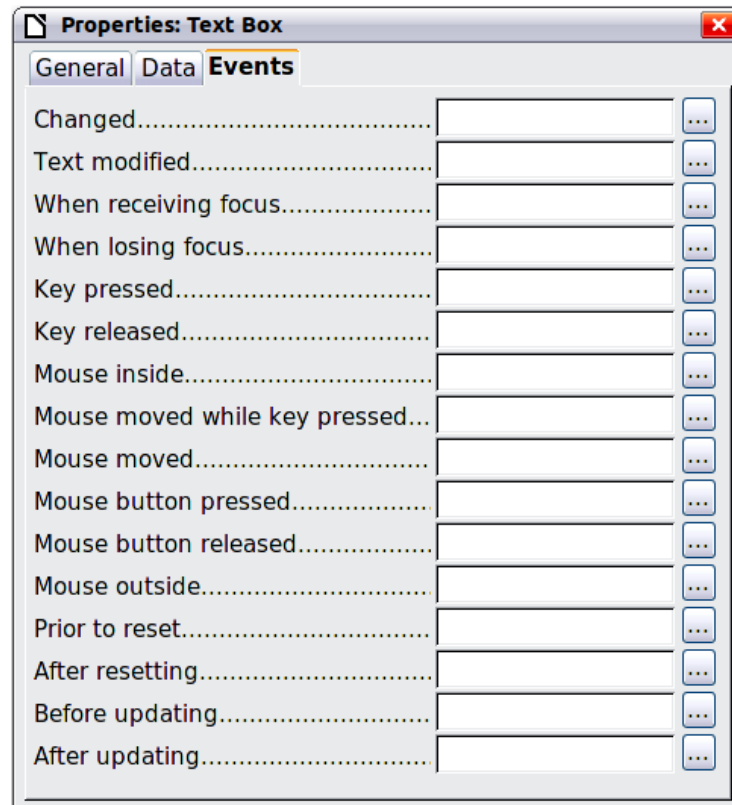 Properties: Text Box
General Data Events
Changed....................................... ...
Text modified................................ ...
When receiving focus.................... ...
When losing focus......................... ...
Key pressed.................................. ...
Key released................................. ...
Mouse inside................................. ...
Mouse moved while key pressed... ...
Mouse moved............................... ...
Mouse button pressed................... ...
Mouse button released.................. ...
Mouse outside............................... ...
Prior to reset................................. ...
After resetting............................... ...
Before updating............................ ...
After updating............................... ...